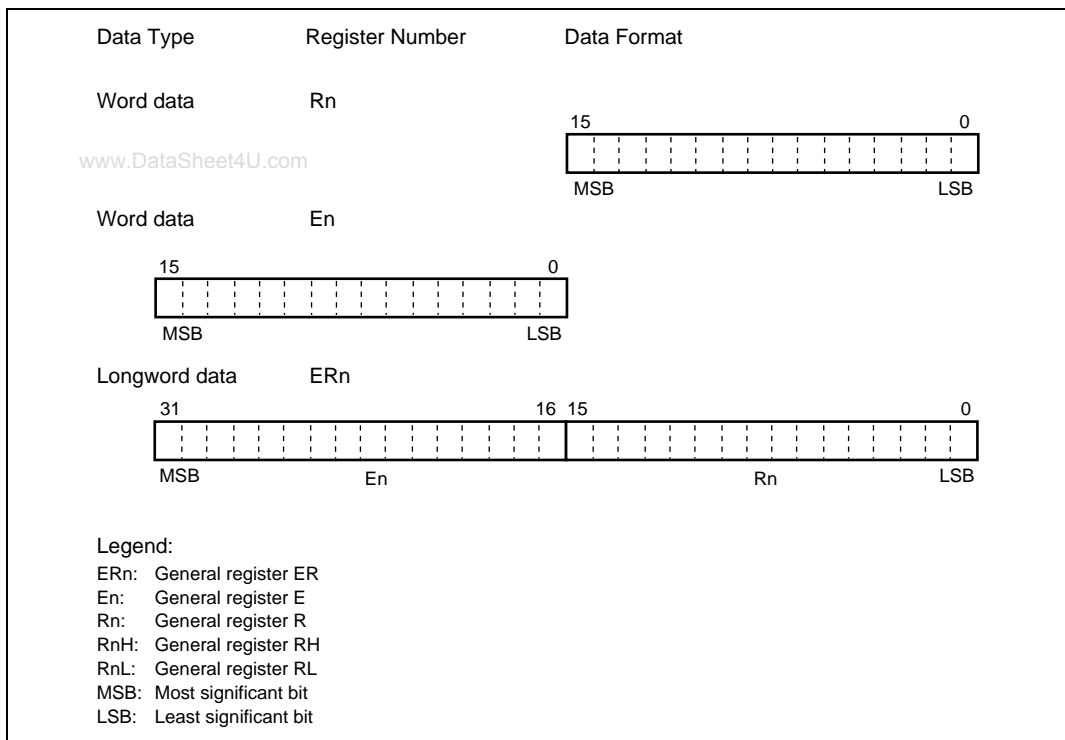 Data Type Register Number Data Format
Word data Rn
15 0
www.DataSheet4U.com
MSB LSB
Word data En
15 0
MSB LSB
Longword data ERn
31 16 15 0
MSB En Rn LSB
Legend:
ERn: General register ER
En: General register E
Rn: General register R
RnH: General register RH
RnL: General register RL
MSB: Most significant bit
LSB: Least significant bit